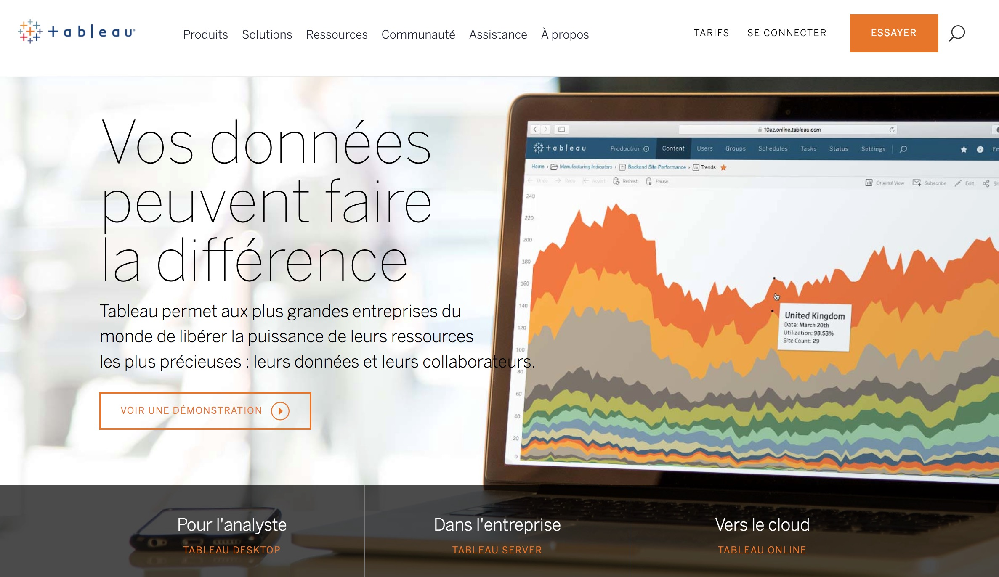 +ableau
Produits Solutions Ressources Communauté Assistance À propos
TARIFS SE CONNECTER ESSAYER
Vos données
peuvent faire
la différence
Tableau permet aux plus grandes entreprises du
monde de libérer la puissance de leurs ressources
les plus précieuses : leurs données et leurs collaborateurs.
VOIR UNE DÉMONSTRATION
10az.online.tableau.com
+ableau Production Content Users Groups Schedules Tasks Status Settings
Home › Manufacturing Indicators › Backend Site Performance › Trends
Undo Redo Revert Refresh Pause Original View Subscribe Edit
240
220
200
180
160
140
120
100
80
60
40
20
0
United Kingdom
Date: March 20th
Utilization: 98.53%
Site Count: 29
Pour l'analyste
TABLEAU DESKTOP
Dans l'entreprise
TABLEAU SERVER
Vers le cloud
TABLEAU ONLINE